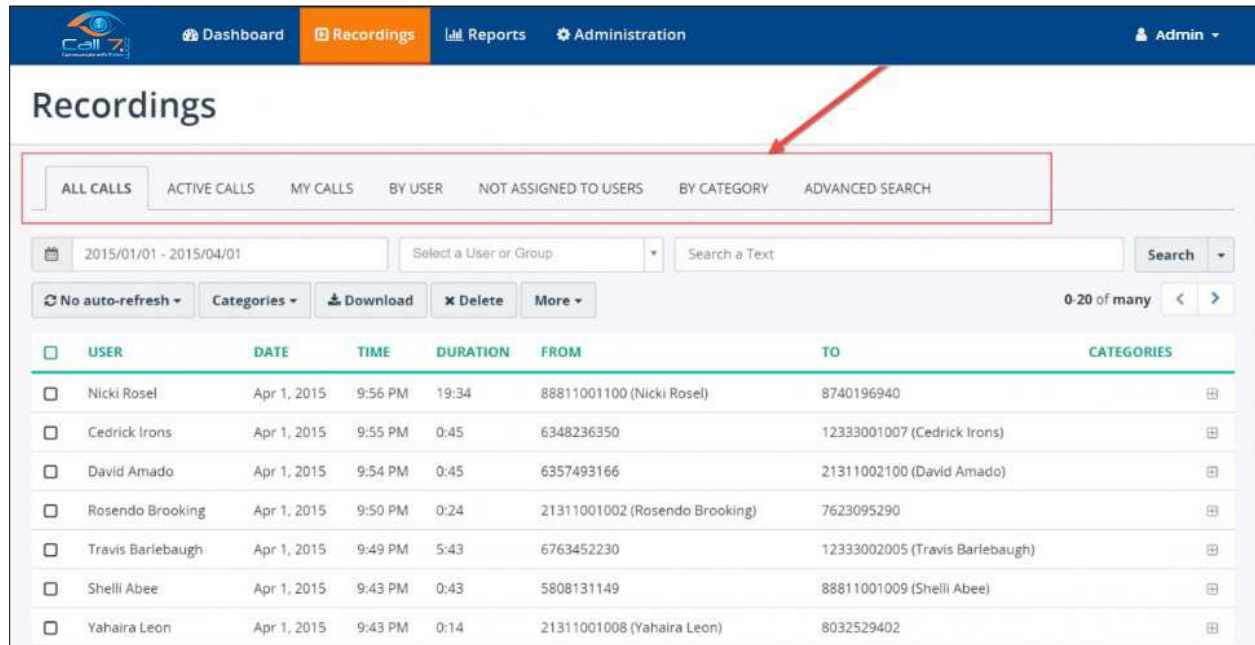 Call 7
Dashboard Recordings Reports Administration Admin
Recordings
ALL CALLS ACTIVE CALLS MY CALLS BY USER NOT ASSIGNED TO USERS BY CATEGORY ADVANCED SEARCH
2015/01/01 - 2015/04/01 Select a User or Group Search a Text Search
No auto-refresh Categories Download Delete More 0-20 of many
USER DATE TIME DURATION FROM TO CATEGORIES
Nicki Rosel Apr 1, 2015 9:56 PM 19:34 88811001100 (Nicki Rosel) 8740196940
Cedrick Irons Apr 1, 2015 9:55 PM 0:45 6348236350 12333001007 (Cedrick Irons)
David Amado Apr 1, 2015 9:54 PM 0:45 6357493166 21311002100 (David Amado)
Rosendo Brooking Apr 1, 2015 9:50 PM 0:24 21311001002 (Rosendo Brooking) 7623095290
Travis Barlebaugh Apr 1, 2015 9:49 PM 5:43 6763452230 12333002005 (Travis Barlebaugh)
Shelli Abee Apr 1, 2015 9:43 PM 0:43 5808131149 88811001009 (Shelli Abee)
Yahaira Leon Apr 1, 2015 9:43 PM 0:14 21311001008 (Yahaira Leon) 8032529402